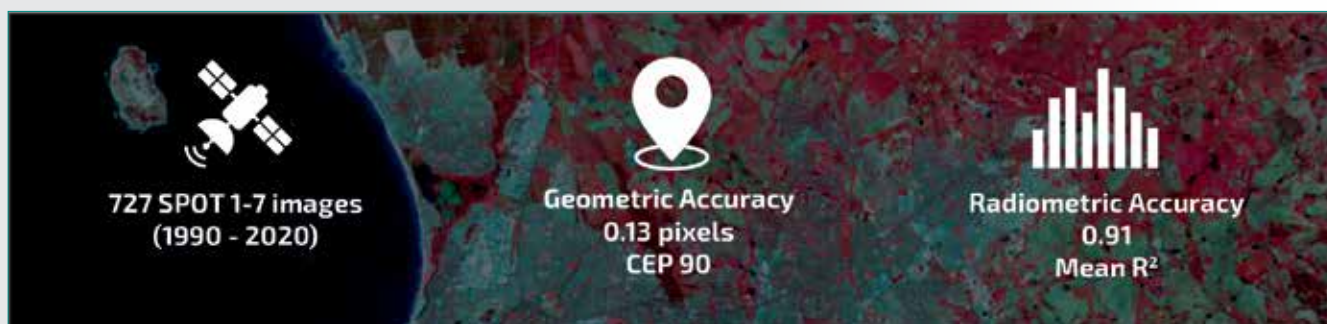 727 SPOT 1-7 images
(1990 - 2020)
Geometric Accuracy
0.13 pixels
CEP 90
Radiometric Accuracy
0.91
Mean R²